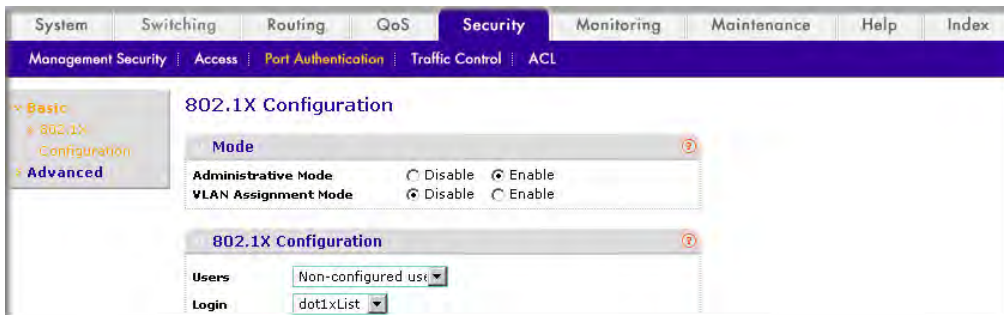 System Switching Routing QoS Security Monitoring Maintenance Help Index
Management Security Access Port Authentication Traffic Control ACL
Basic
802.1X
Configuration
Advanced
802.1X Configuration
Mode
Administrative Mode Disable Enable
VLAN Assignment Mode Disable Enable
802.1X Configuration
Users Non-configured use
Login dot1xList